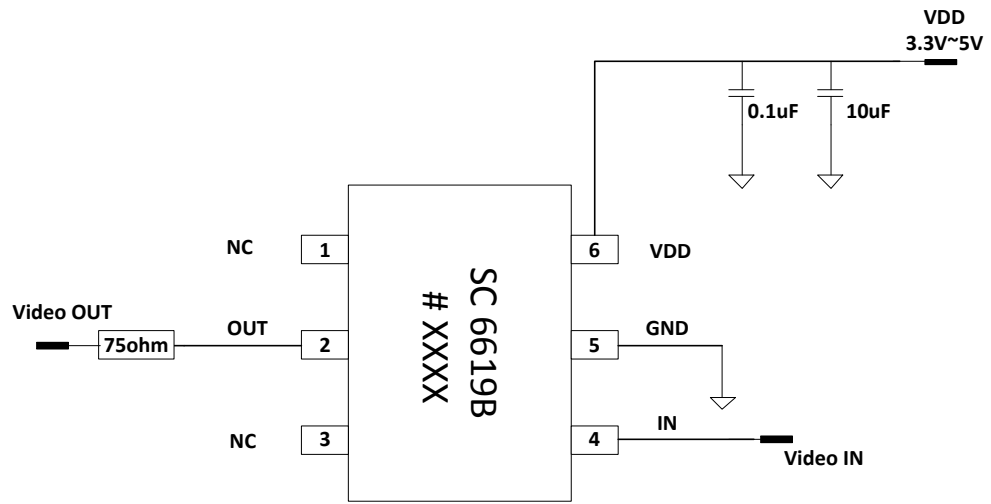 VDD
3.3V~5V
0.1uF
10uF
NC
1
6
VDD
SC 6619B
# XXXX
Video OUT
75ohm
OUT
2
5
GND
NC
3
4
IN
Video IN